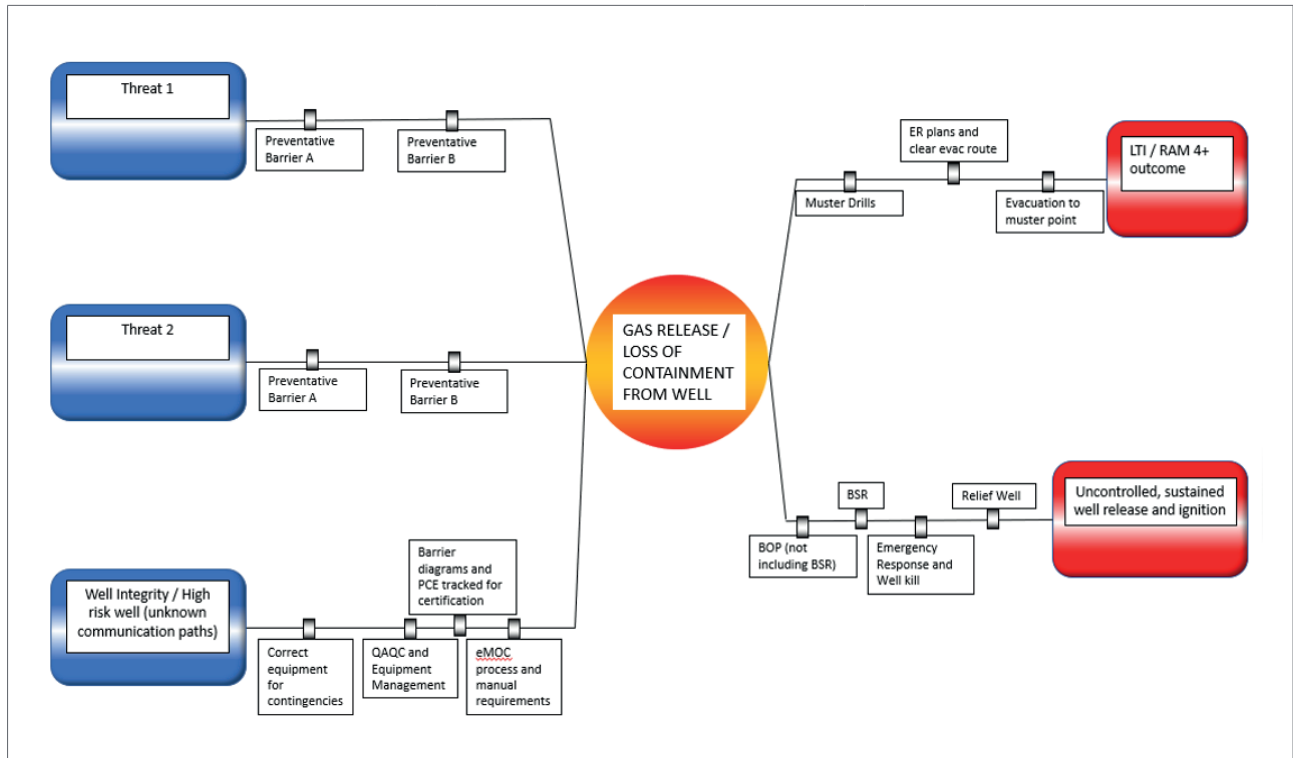 Threat 1
Preventative
Barrier A
Preventative
Barrier B
Threat 2
Preventative
Barrier A
Preventative
Barrier B
Well Integrity / High
risk well (unknown
communication paths)
Correct
equipment
for
contingencies
QAQC and
Equipment
Management
Barrier
diagrams and
PCE tracked for
certification
eMOC
process and
manual
requirements
GAS RELEASE /
LOSS OF
CONTAINMENT
FROM WELL
Muster Drills
ER plans and
clear evac route
Evacuation to
muster point
LTI / RAM 4+
outcome
BOP (not
including BSR)
BSR
Emergency
Response and
Well kill
Relief Well
Uncontrolled, sustained
well release and ignition